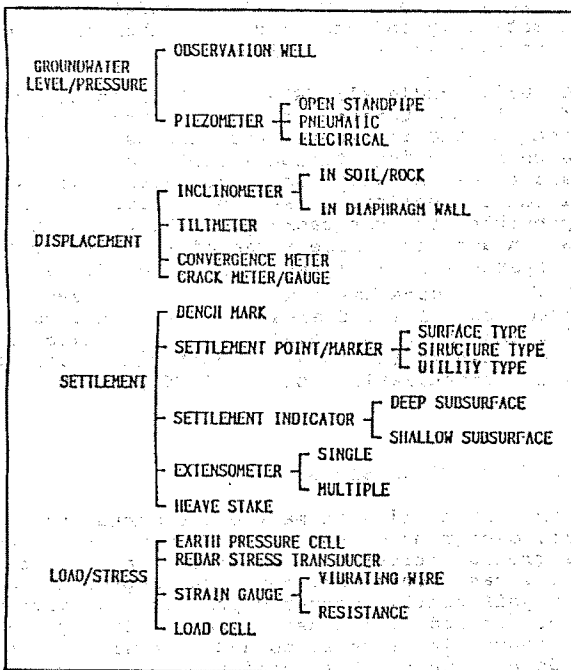 OBSERVATION WELL
GROUNDWATER
LEVEL/PRESSURE
OPEN STANDPIPE
PIEZOMETER
PNEUMATIC
ELECTRICAL
IN SOIL/ROCK
INCLINOMETER
IN DIAPHRAGM WALL
TILTMETER
DISPLACEMENT
CONVERGENCE METER
CRACK METER/GAUGE
BENCH MARK
SURFACE TYPE
SETTLEMENT POINT/MARKER
STRUCTURE TYPE
UTILITY TYPE
SETTLEMENT
DEEP SUBSURFACE
SETTLEMENT INDICATOR
SHALLOW SUBSURFACE
SINGLE
EXTENSOMETER
MULTIPLE
HEAVE STAKE
EARTH PRESSURE CELL
REBAR STRESS TRANSDUCER
LOAD/STRESS
VIBRATING WIRE
STRAIN GAUGE
RESISTANCE
LOAD CELL